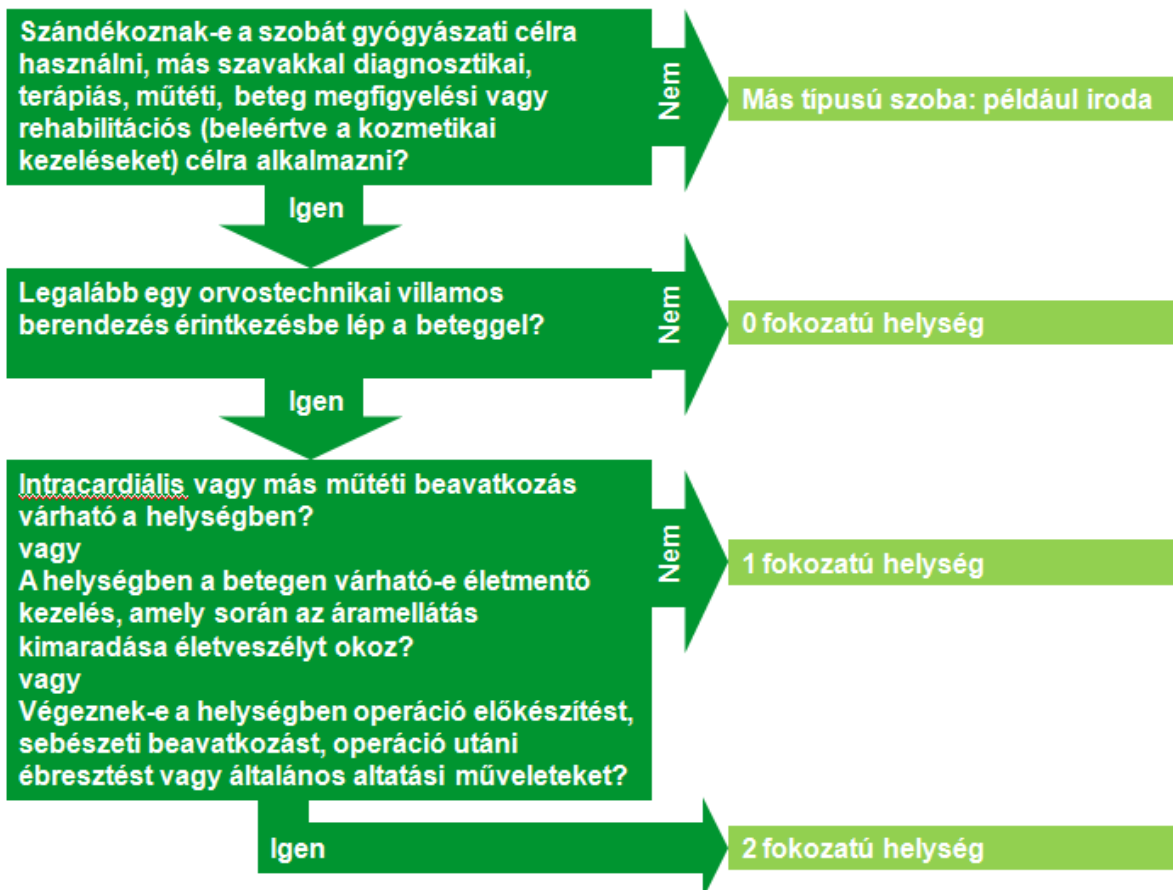 Szándékoznak-e a szobát gyógyászati célra
használni, más szavakkal diagnosztikai,
terápiás, műtéti, beteg megfigyelési vagy
rehabilitációs (beleértve a kozmetikai
kezeléseket) célra alkalmazni?
Nem
Más típusú szoba: például iroda
Igen
Legalább egy orvostechnikai villamos
berendezés érintkezésbe lép a beteggel?
Nem
0 fokozatú helység
Igen
Intracardiális vagy más műtéti beavatkozás
várható a helységben?
vagy
A helységben a betegen várható-e életmentő
kezelés, amely során az áramellátás
kimaradása életveszélyt okoz?
vagy
Végeznek-e a helységben operáció előkészítést,
sebészeti beavatkozást, operáció utáni
ébresztést vagy általános altatási műveleteket?
Nem
1 fokozatú helység
Igen
2 fokozatú helység